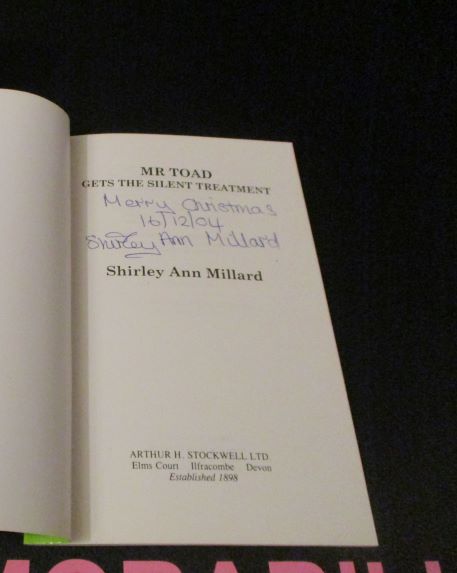 MR TOAD
GETS THE SILENT TREATMENT
Merry Christmas
16/12/04
Shirley Ann Millard
Shirley Ann Millard
ARTHUR H. STOCKWELL LTD.
Elms Court Ilfracombe Devon
Established 1898